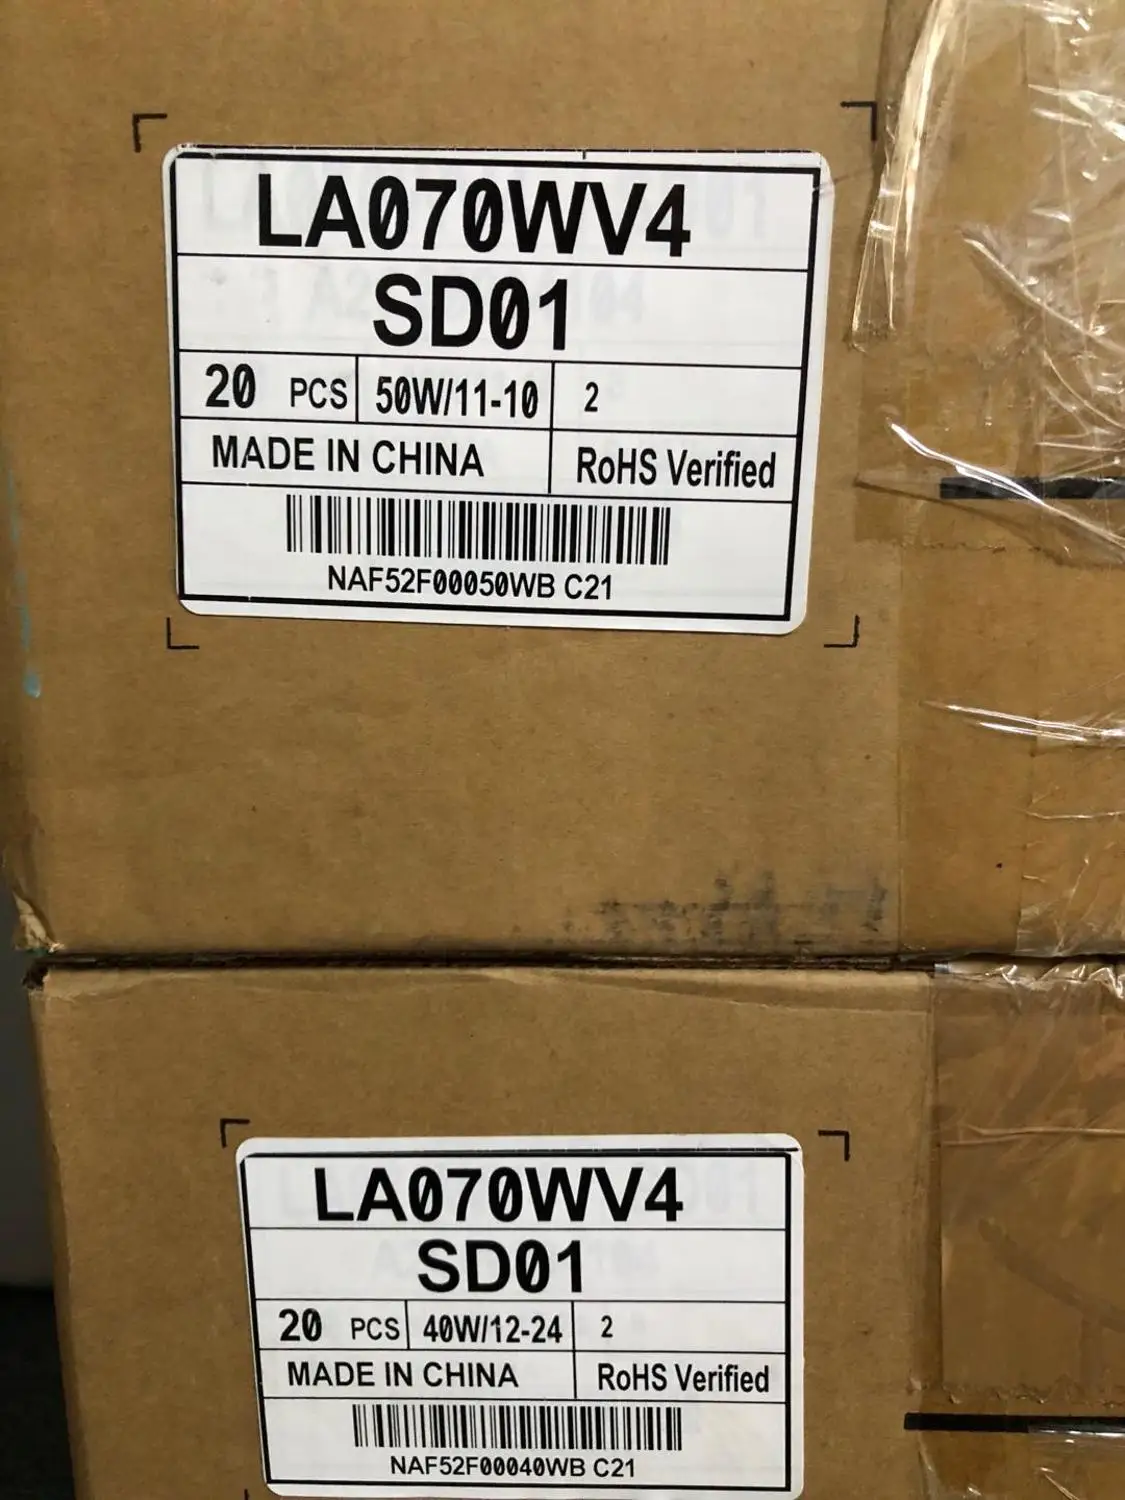 LA070WV4
SD01
20 PCS 50W/11-10 2
MADE IN CHINA RoHS Verified
NAF52F00050WB C21
LA070WV4
SD01
20 PCS 40W/12-24 2
MADE IN CHINA RoHS Verified
NAF52F00040WB C21